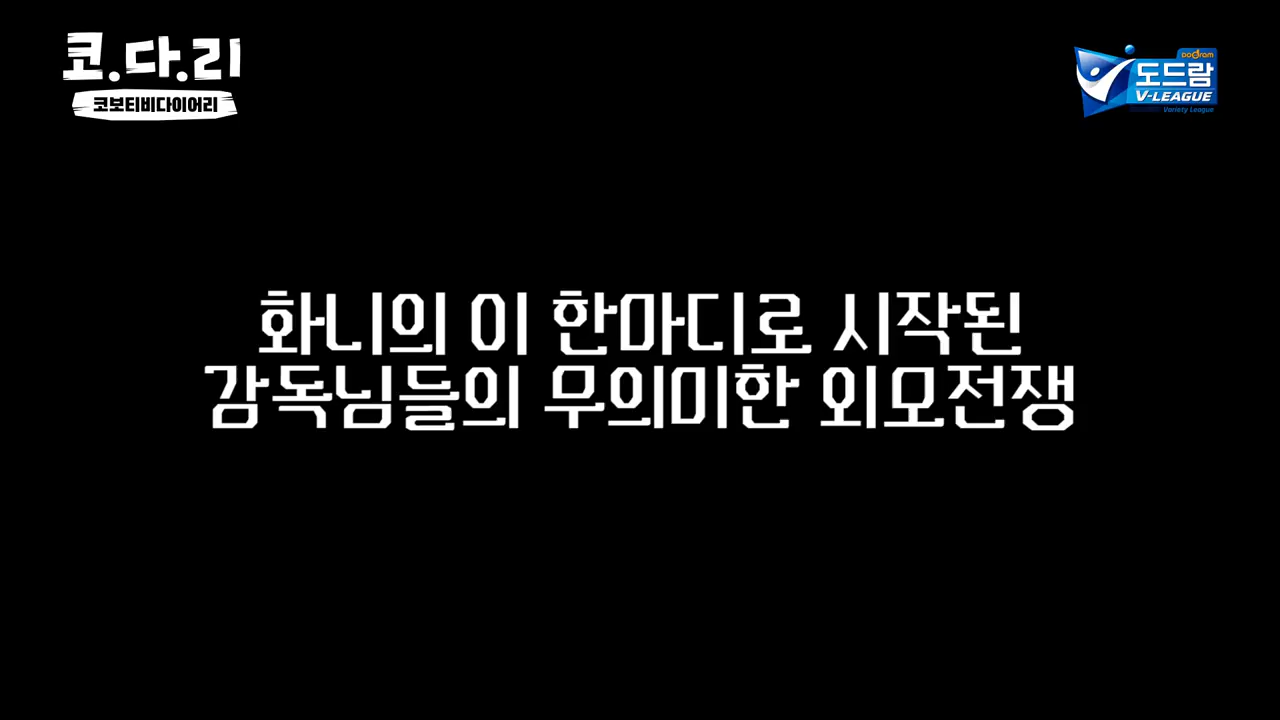 코.다.리
코보티비다이어리
dodram
도드람
V-LEAGUE
Variety League
화니의 이 한마디로 시작된
감독님들의 무의미한 외모전쟁